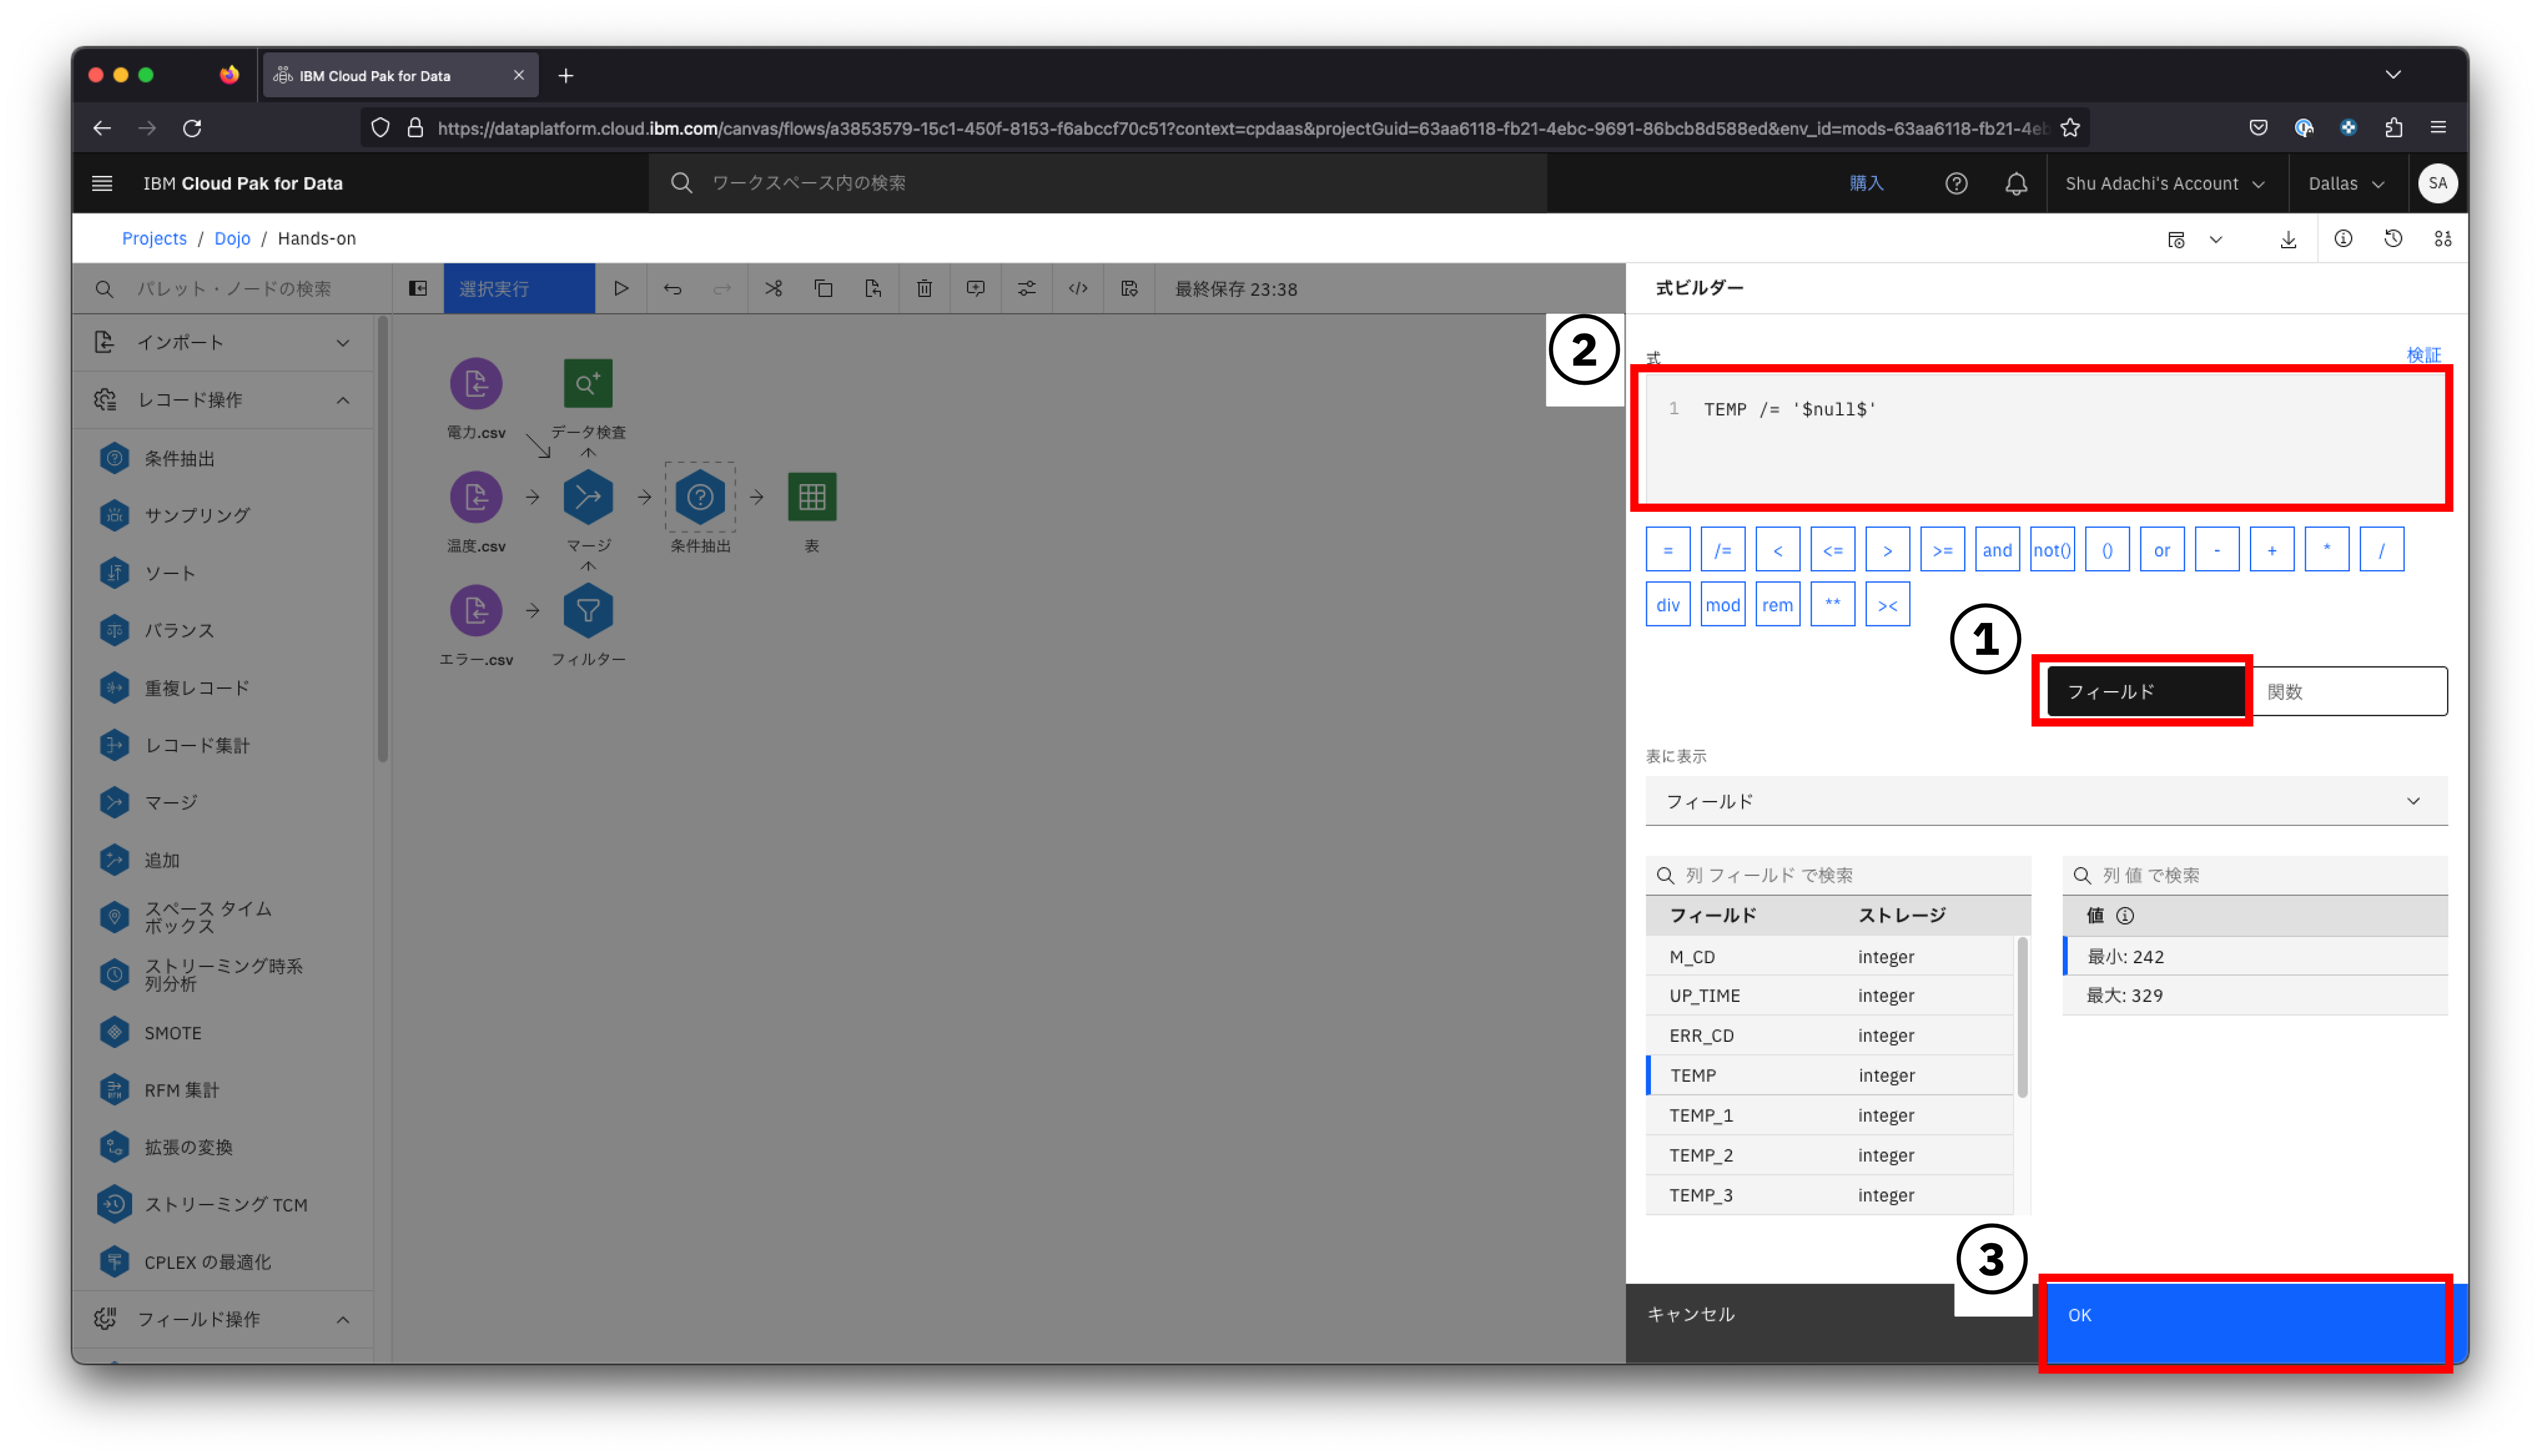 IBM Cloud Pak for Data
https://dataplatform.cloud.ibm.com/canvas/flows/a3853579-15c1-450f-8153-f6abccf70c51?context=cpdaas&projectGuid=63aa6118-fb21-4ebc-9691-86bcb8d588ed&env_id=mods-63aa6118-fb21-4eb
IBM Cloud Pak for Data
ワークスペース内の検索
購入
Shu Adachi's Account
Dallas
SA
Projects / Dojo / Hands-on
パレット・ノードの検索
選択実行
最終保存 23:38
インポート
レコード操作
条件抽出
サンプリング
ソート
バランス
重複レコード
レコード集計
マージ
追加
スペース タイム
ボックス
ストリーミング時系
列分析
SMOTE
RFM 集計
拡張の変換
ストリーミング TCM
CPLEX の最適化
フィールド操作
電力.csv
データ検査
温度.csv
マージ
条件抽出
表
エラー.csv
フィルター
式ビルダー
2
式
検証
1 TEMP /= '$null$'
= /= < <= > >= and not() () or - + * /
div mod rem ** ><
1
フィールド
関数
表に表示
フィールド
列 フィールド で検索
フィールド ストレージ
M_CD integer
UP_TIME integer
ERR_CD integer
TEMP integer
TEMP_1 integer
TEMP_2 integer
TEMP_3 integer
列 値 で検索
値
最小: 242
最大: 329
3
キャンセル
OK